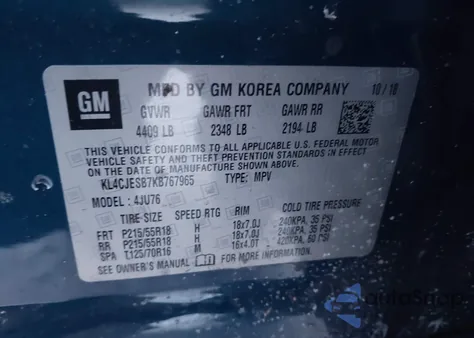 GM
MFD BY GM KOREA COMPANY
10/18
GVWR GAWR FRT GAWR RR
4409 LB 2348 LB 2194 LB
THIS VEHICLE CONFORMS TO ALL APPLICABLE U.S. FEDERAL MOTOR
VEHICLE SAFETY AND THEFT PREVENTION STANDARDS IN EFFECT
ON THE DATE OF MANUFACTURE SHOWN ABOVE.
KL4CJES87KB767965 TYPE: MPV
MODEL: 4JU76
SPEED RTG RIM COLD TIRE PRESSURE
FRT P215/55R18 H 18x7.0J 240KPA, 35 PSI
RR P215/55R18 H 18x7.0J 240KPA, 35 PSI
SPA T125/70R16 M 16x4.0T 420KPA, 60 PSI
SEE OWNER'S MANUAL FOR MORE INFORMATION.
autoSnap